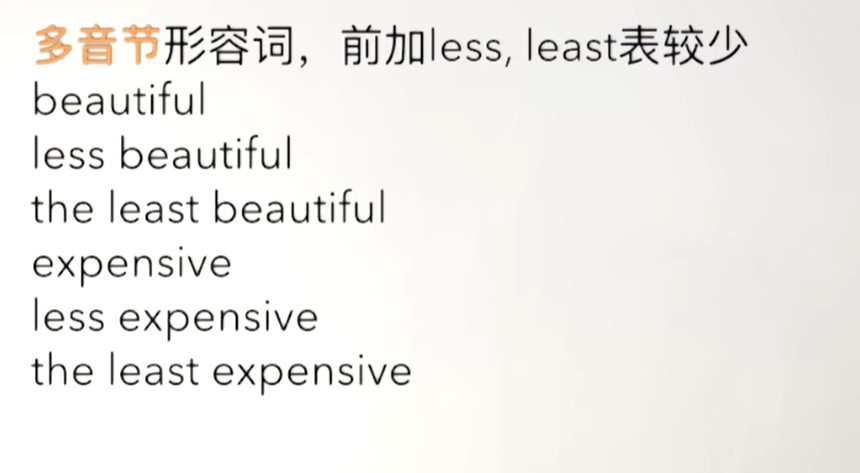 多音节形容词，前加less, least表较少
beautiful
less beautiful
the least beautiful
expensive
less expensive
the least expensive